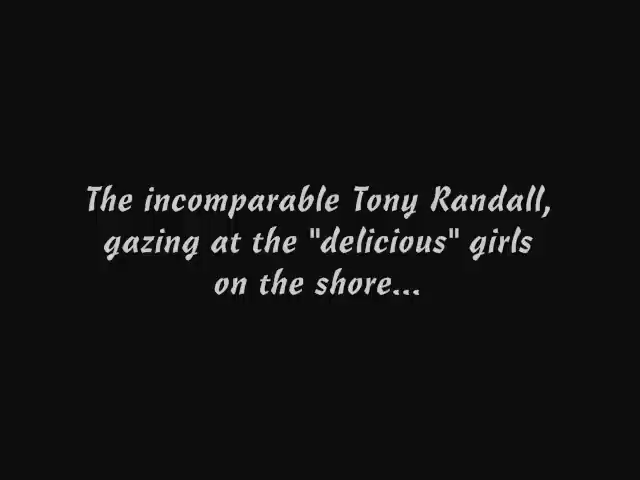 The incomparable Tony Randall,
gazing at the "delicious" girls
on the shore...